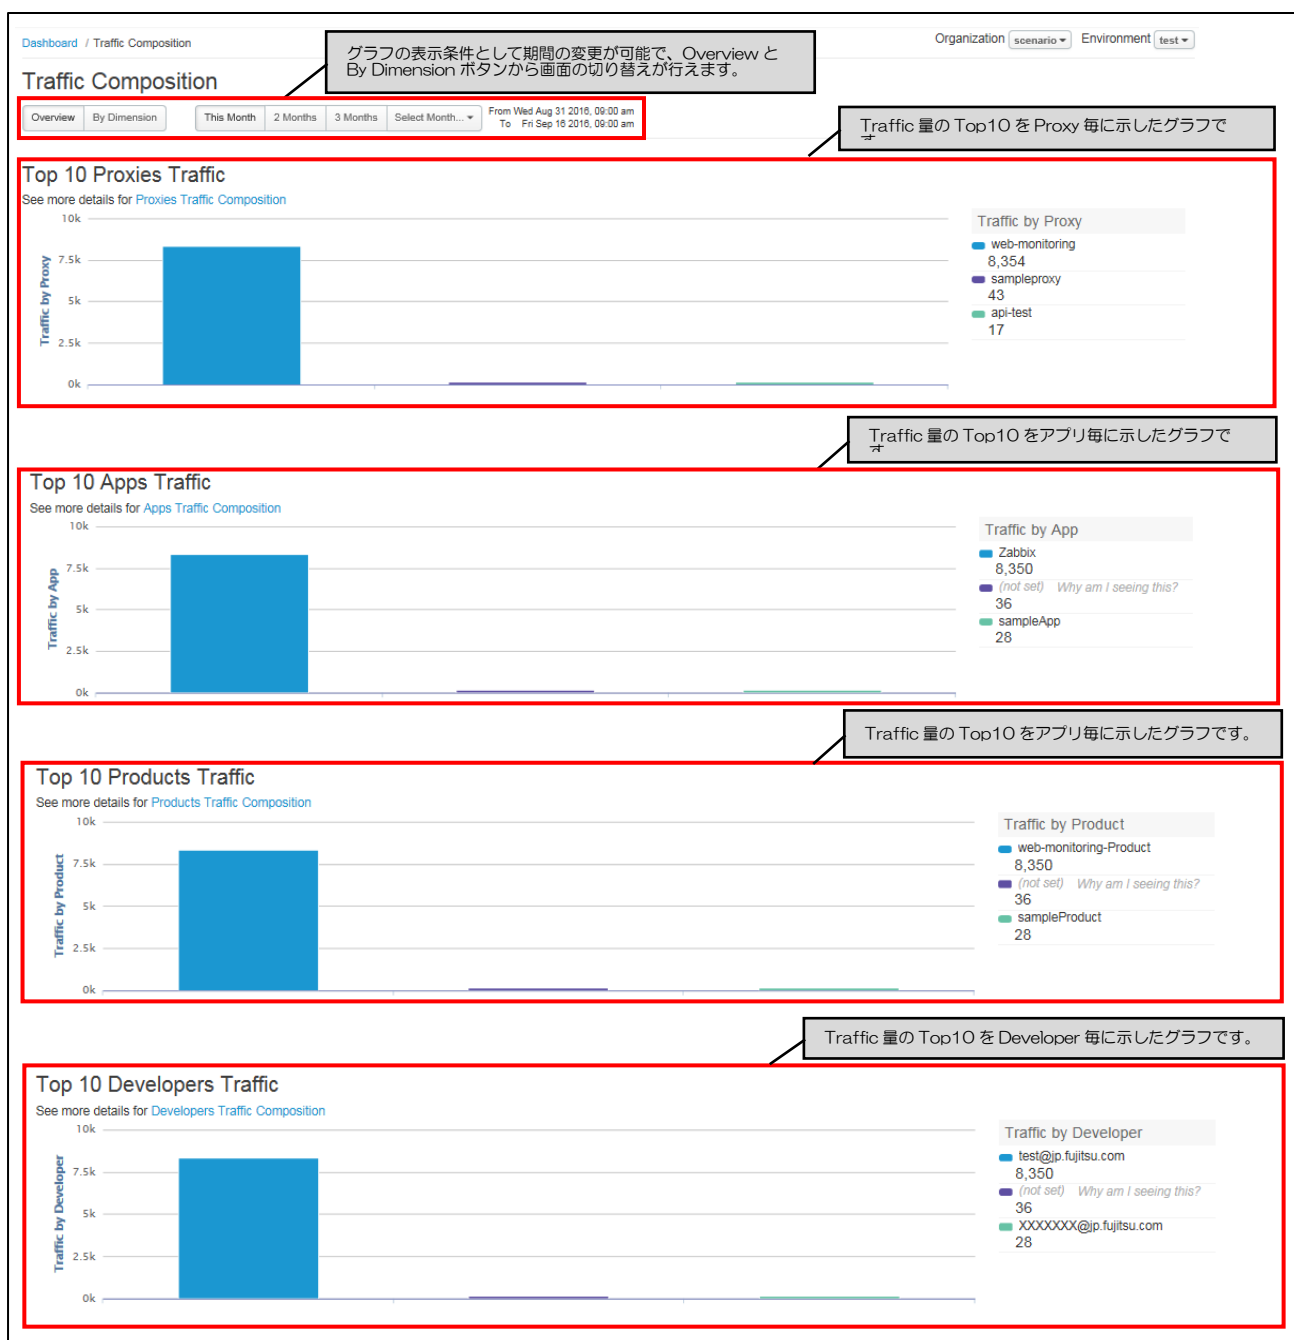 Dashboard / Traffic Composition
Organization scenario Environment test
グラフの表示条件として期間の変更が可能で、Overview と
By Dimension ボタンから画面の切り替えが行えます。
Traffic Composition
Overview By Dimension This Month 2 Months 3 Months Select Month...
From Wed Aug 31 2016, 09:00 am
To Fri Sep 16 2016, 09:00 am
Traffic 量の Top10 を Proxy 毎に示したグラフで
す
Top 10 Proxies Traffic
See more details for Proxies Traffic Composition
10k
7.5k
5k
2.5k
0k
Traffic by Proxy
Traffic by Proxy
web-monitoring
8,354
sampleproxy
43
api-test
17
Traffic 量の Top10 をアプリ毎に示したグラフで
す
Top 10 Apps Traffic
See more details for Apps Traffic Composition
10k
7.5k
5k
2.5k
0k
Traffic by App
Traffic by App
Zabbix
8,350
(not set) Why am I seeing this?
36
sampleApp
28
Traffic 量の Top10 をアプリ毎に示したグラフです。
Top 10 Products Traffic
See more details for Products Traffic Composition
10k
7.5k
5k
2.5k
0k
Traffic by Product
Traffic by Product
web-monitoring-Product
8,350
(not set) Why am I seeing this?
36
sampleProduct
28
Traffic 量の Top10 を Developer 毎に示したグラフです。
Top 10 Developers Traffic
See more details for Developers Traffic Composition
10k
7.5k
5k
2.5k
0k
Traffic by Developer
Traffic by Developer
test@jp.fujitsu.com
8,350
(not set) Why am I seeing this?
36
XXXXXXX@jp.fujitsu.com
28